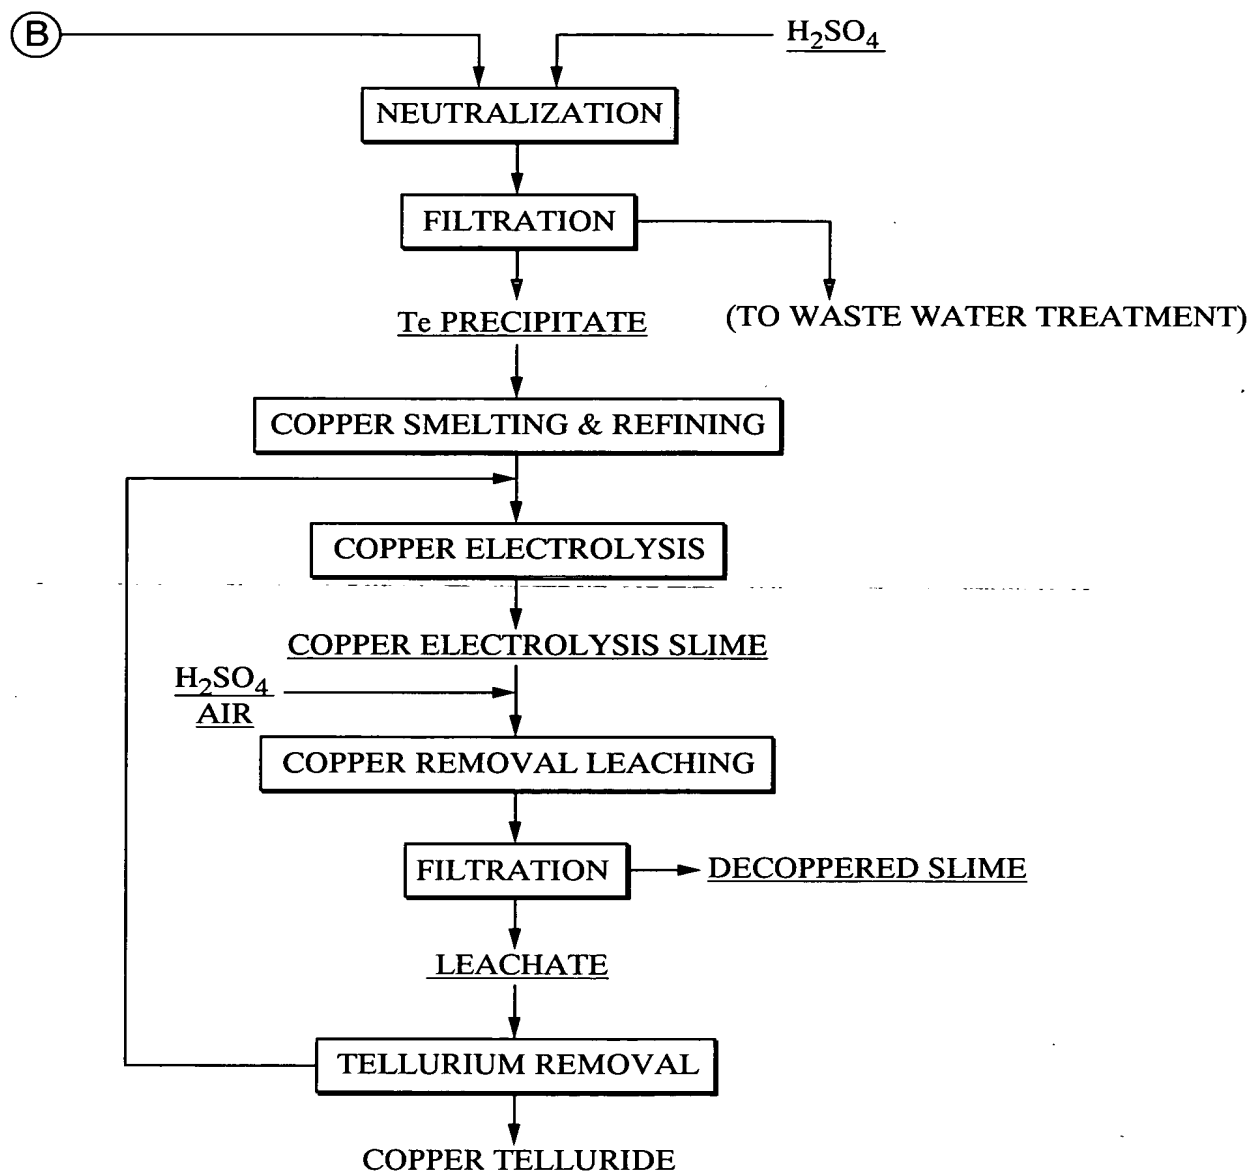 B
H₂SO₄
NEUTRALIZATION
FILTRATION
Te PRECIPITATE
(TO WASTE WATER TREATMENT)
COPPER SMELTING & REFINING
COPPER ELECTROLYSIS
COPPER ELECTROLYSIS SLIME
H₂SO₄
AIR
COPPER REMOVAL LEACHING
FILTRATION
DECOPPERED SLIME
LEACHATE
TELLURIUM REMOVAL
COPPER TELLURIDE